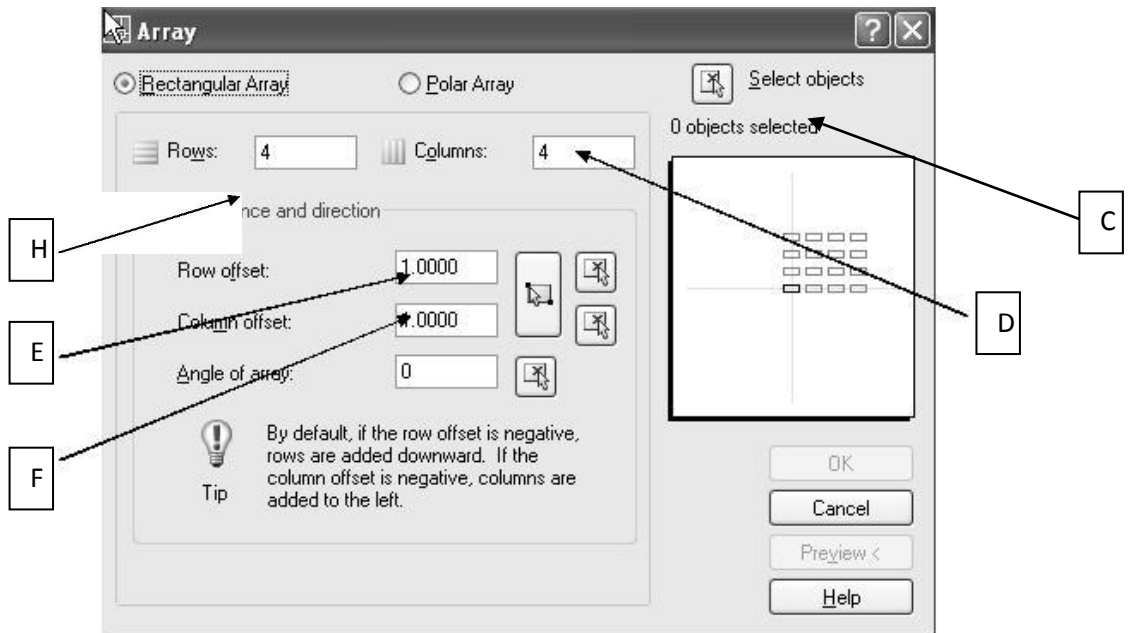 Array
Rectangular Array
Polar Array
Select objects
0 objects selected
Rows: 4
Columns: 4
nce and direction
H
C
Row offset: 1.0000
Column offset: .0000
D
E
Angle of array: 0
F
Tip
By default, if the row offset is negative,
rows are added downward. If the
column offset is negative, columns are
added to the left.
OK
Cancel
Preview <
Help